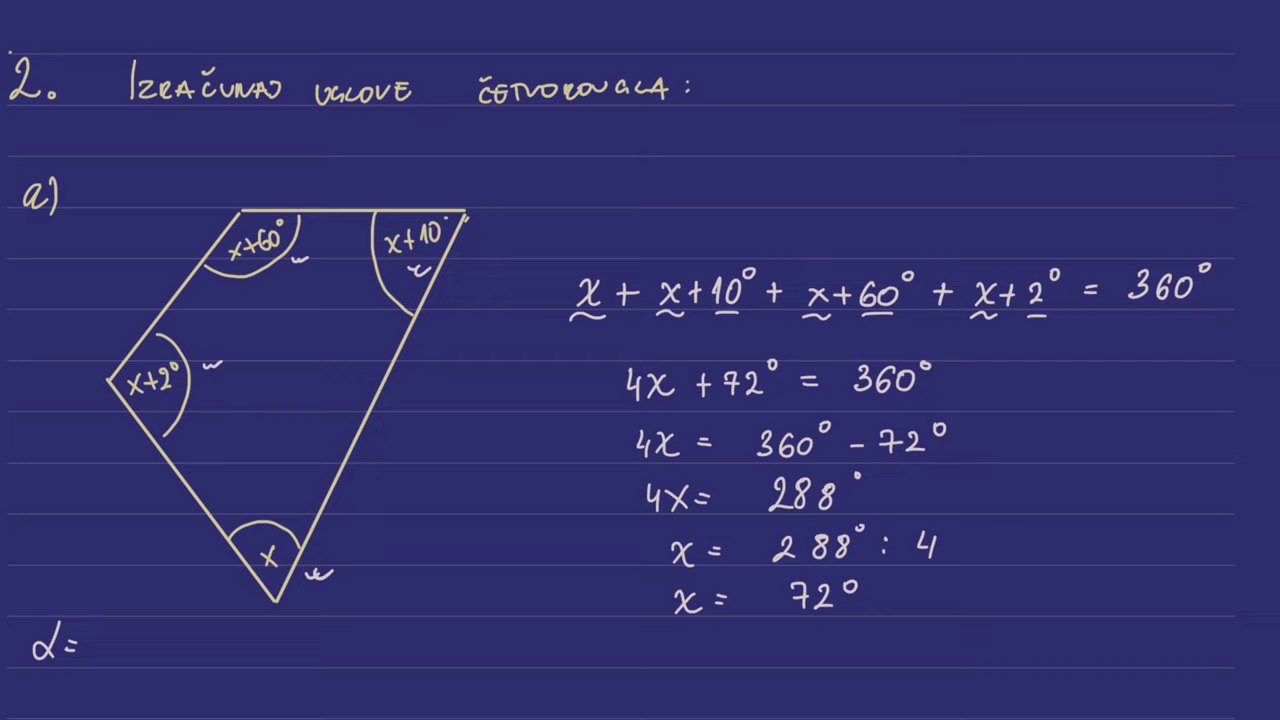 2. IZRAČUNAJ UGLOVE ČETVOROUGLA:
a)
x+60°
x+10°
x+2°
x
x + x+10° + x+60° + x+2° = 360°
4x +72° = 360°
4x = 360° - 72°
4x = 288°
x = 288° : 4
x = 72°
α =